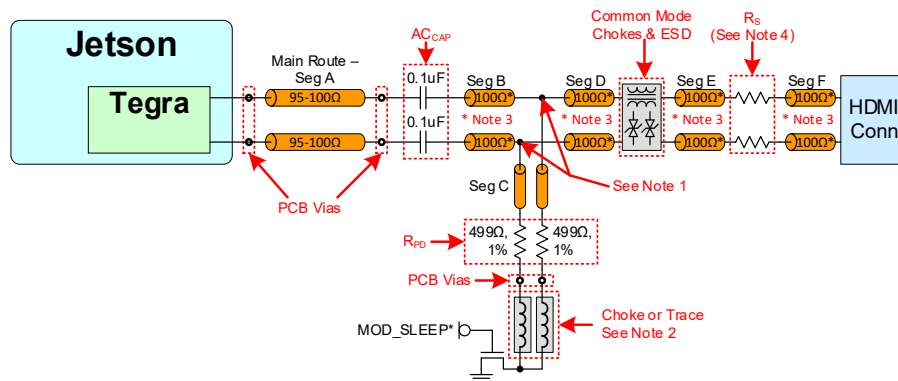 Jetson
Tegra
Main Route –
Seg A
95-100Ω
95-100Ω
PCB Vias
AC_CAP
0.1uF
0.1uF
Seg B
100Ω*
* Note 3
100Ω*
Seg D
100Ω*
* Note 3
100Ω*
Common Mode
Chokes & ESD
Seg E
100Ω*
* Note 3
100Ω*
R_S
(See Note 4)
Seg F
100Ω*
* Note 3
100Ω*
HDMI
Conn
See Note 1
Seg C
R_PD
499Ω,
1%
499Ω,
1%
PCB Vias
Choke or Trace
See Note 2
MOD_SLEEP*